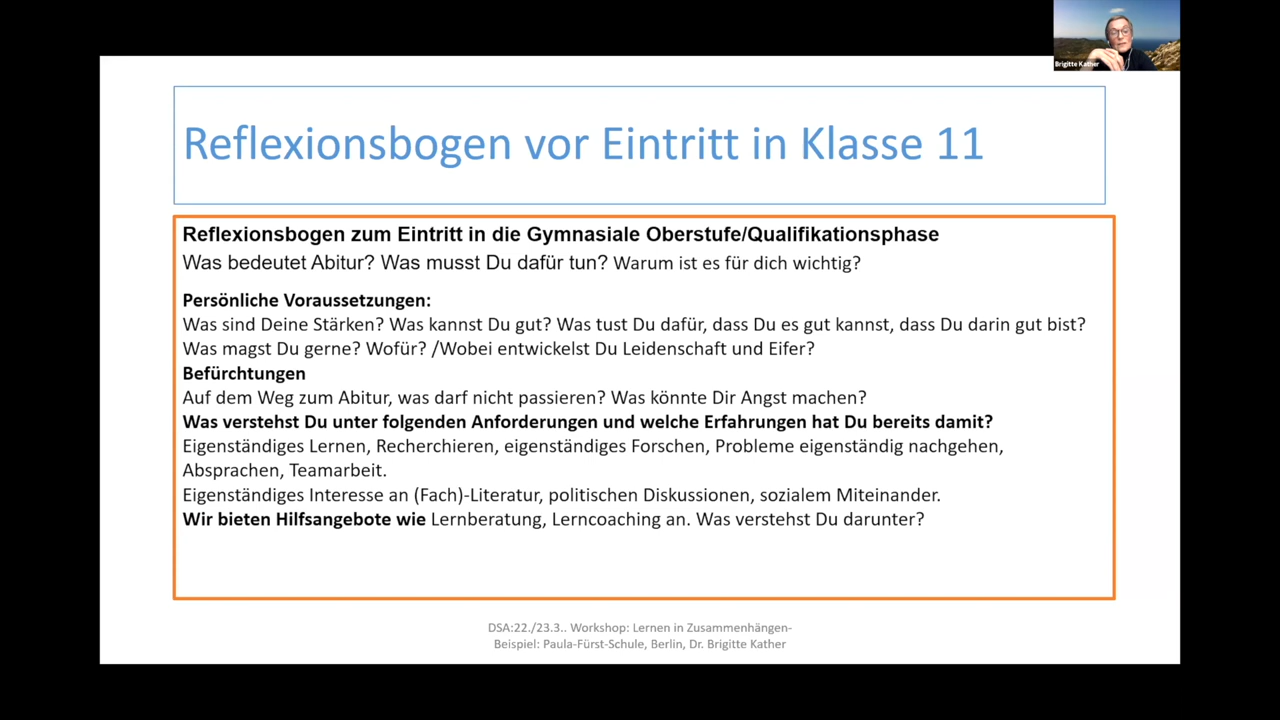 Brigitte Kather
Reflexionsbogen vor Eintritt in Klasse 11
Reflexionsbogen zum Eintritt in die Gymnasiale Oberstufe/Qualifikationsphase
Was bedeutet Abitur? Was musst Du dafür tun? Warum ist es für dich wichtig?
Persönliche Voraussetzungen:
Was sind Deine Stärken? Was kannst Du gut? Was tust Du dafür, dass Du es gut kannst, dass Du darin gut bist?
Was magst Du gerne? Wofür? /Wobei entwickelst Du Leidenschaft und Eifer?
Befürchtungen
Auf dem Weg zum Abitur, was darf nicht passieren? Was könnte Dir Angst machen?
Was verstehst Du unter folgenden Anforderungen und welche Erfahrungen hat Du bereits damit?
Eigenständiges Lernen, Recherchieren, eigenständiges Forschen, Probleme eigenständig nachgehen,
Absprachen, Teamarbeit.
Eigenständiges Interesse an (Fach)-Literatur, politischen Diskussionen, sozialem Miteinander.
Wir bieten Hilfsangebote wie Lernberatung, Lerncoaching an. Was verstehst Du darunter?
DSA:22./23.3.. Workshop: Lernen in Zusammenhängen-
Beispiel: Paula-Fürst-Schule, Berlin, Dr. Brigitte Kather